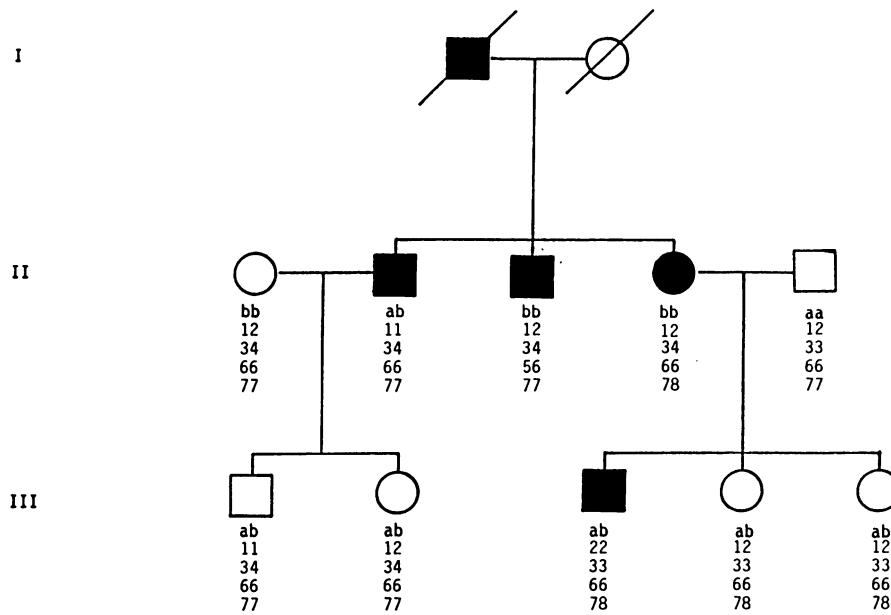 I
II
bb ab bb bb aa
12 11 12 12 12
34 34 34 34 33
66 66 56 66 66
77 77 77 78 77
III
ab ab ab ab ab
11 12 22 12 12
34 34 33 33 33
66 66 66 66 66
77 77 78 78 78